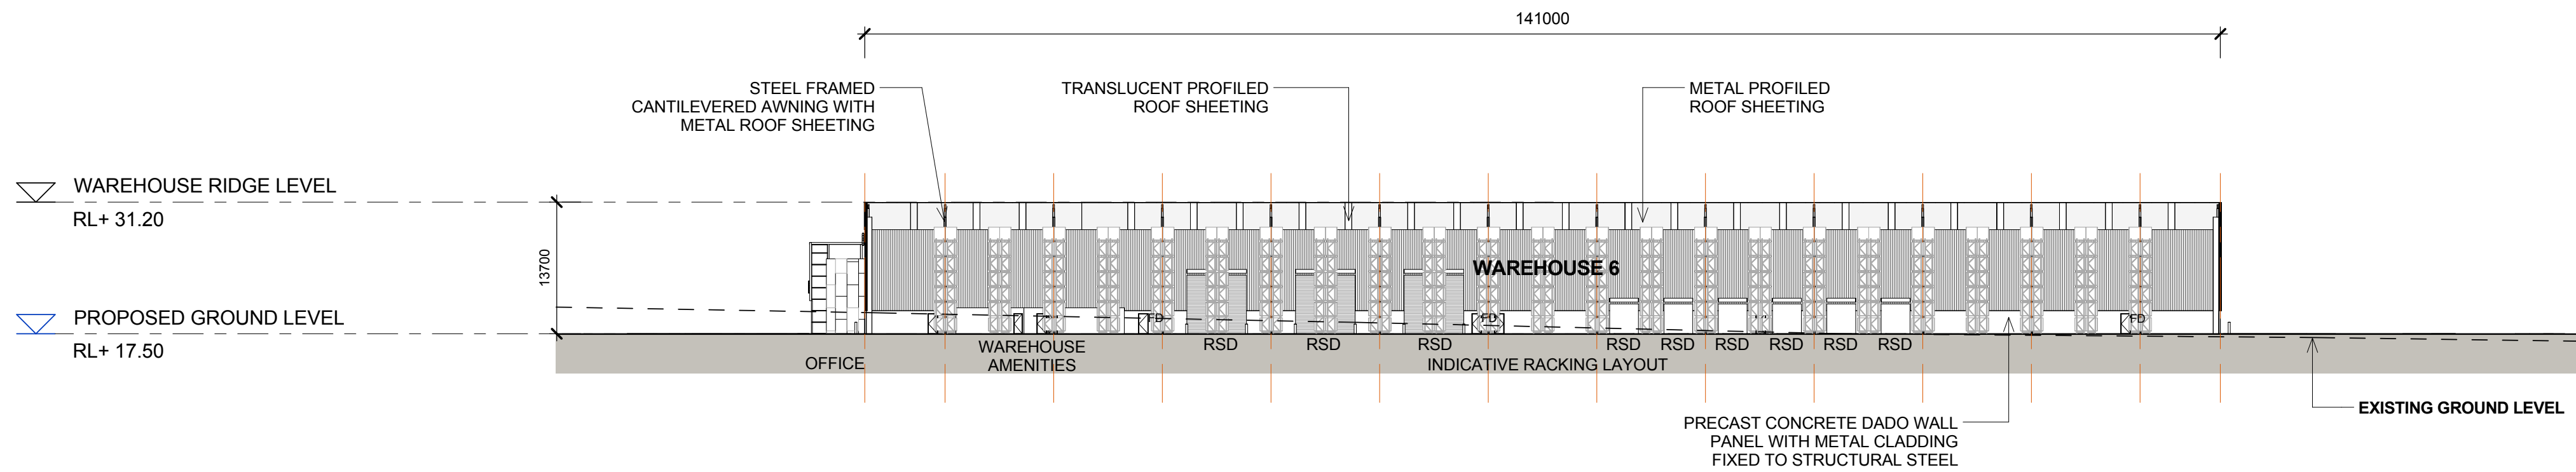 141000
STEEL FRAMED
CANTILEVERED AWNING WITH
METAL ROOF SHEETING
TRANSLUCENT PROFILED
ROOF SHEETING
METAL PROFILED
ROOF SHEETING
WAREHOUSE RIDGE LEVEL
RL+ 31.20
13700
WAREHOUSE 6
PROPOSED GROUND LEVEL
RL+ 17.50
FD
FD
FD
OFFICE
WAREHOUSE
AMENITIES
RSD
RSD
RSD
RSD
RSD
RSD
RSD
RSD
RSD
INDICATIVE RACKING LAYOUT
EXISTING GROUND LEVEL
PRECAST CONCRETE DADO WALL
PANEL WITH METAL CLADDING
FIXED TO STRUCTURAL STEEL